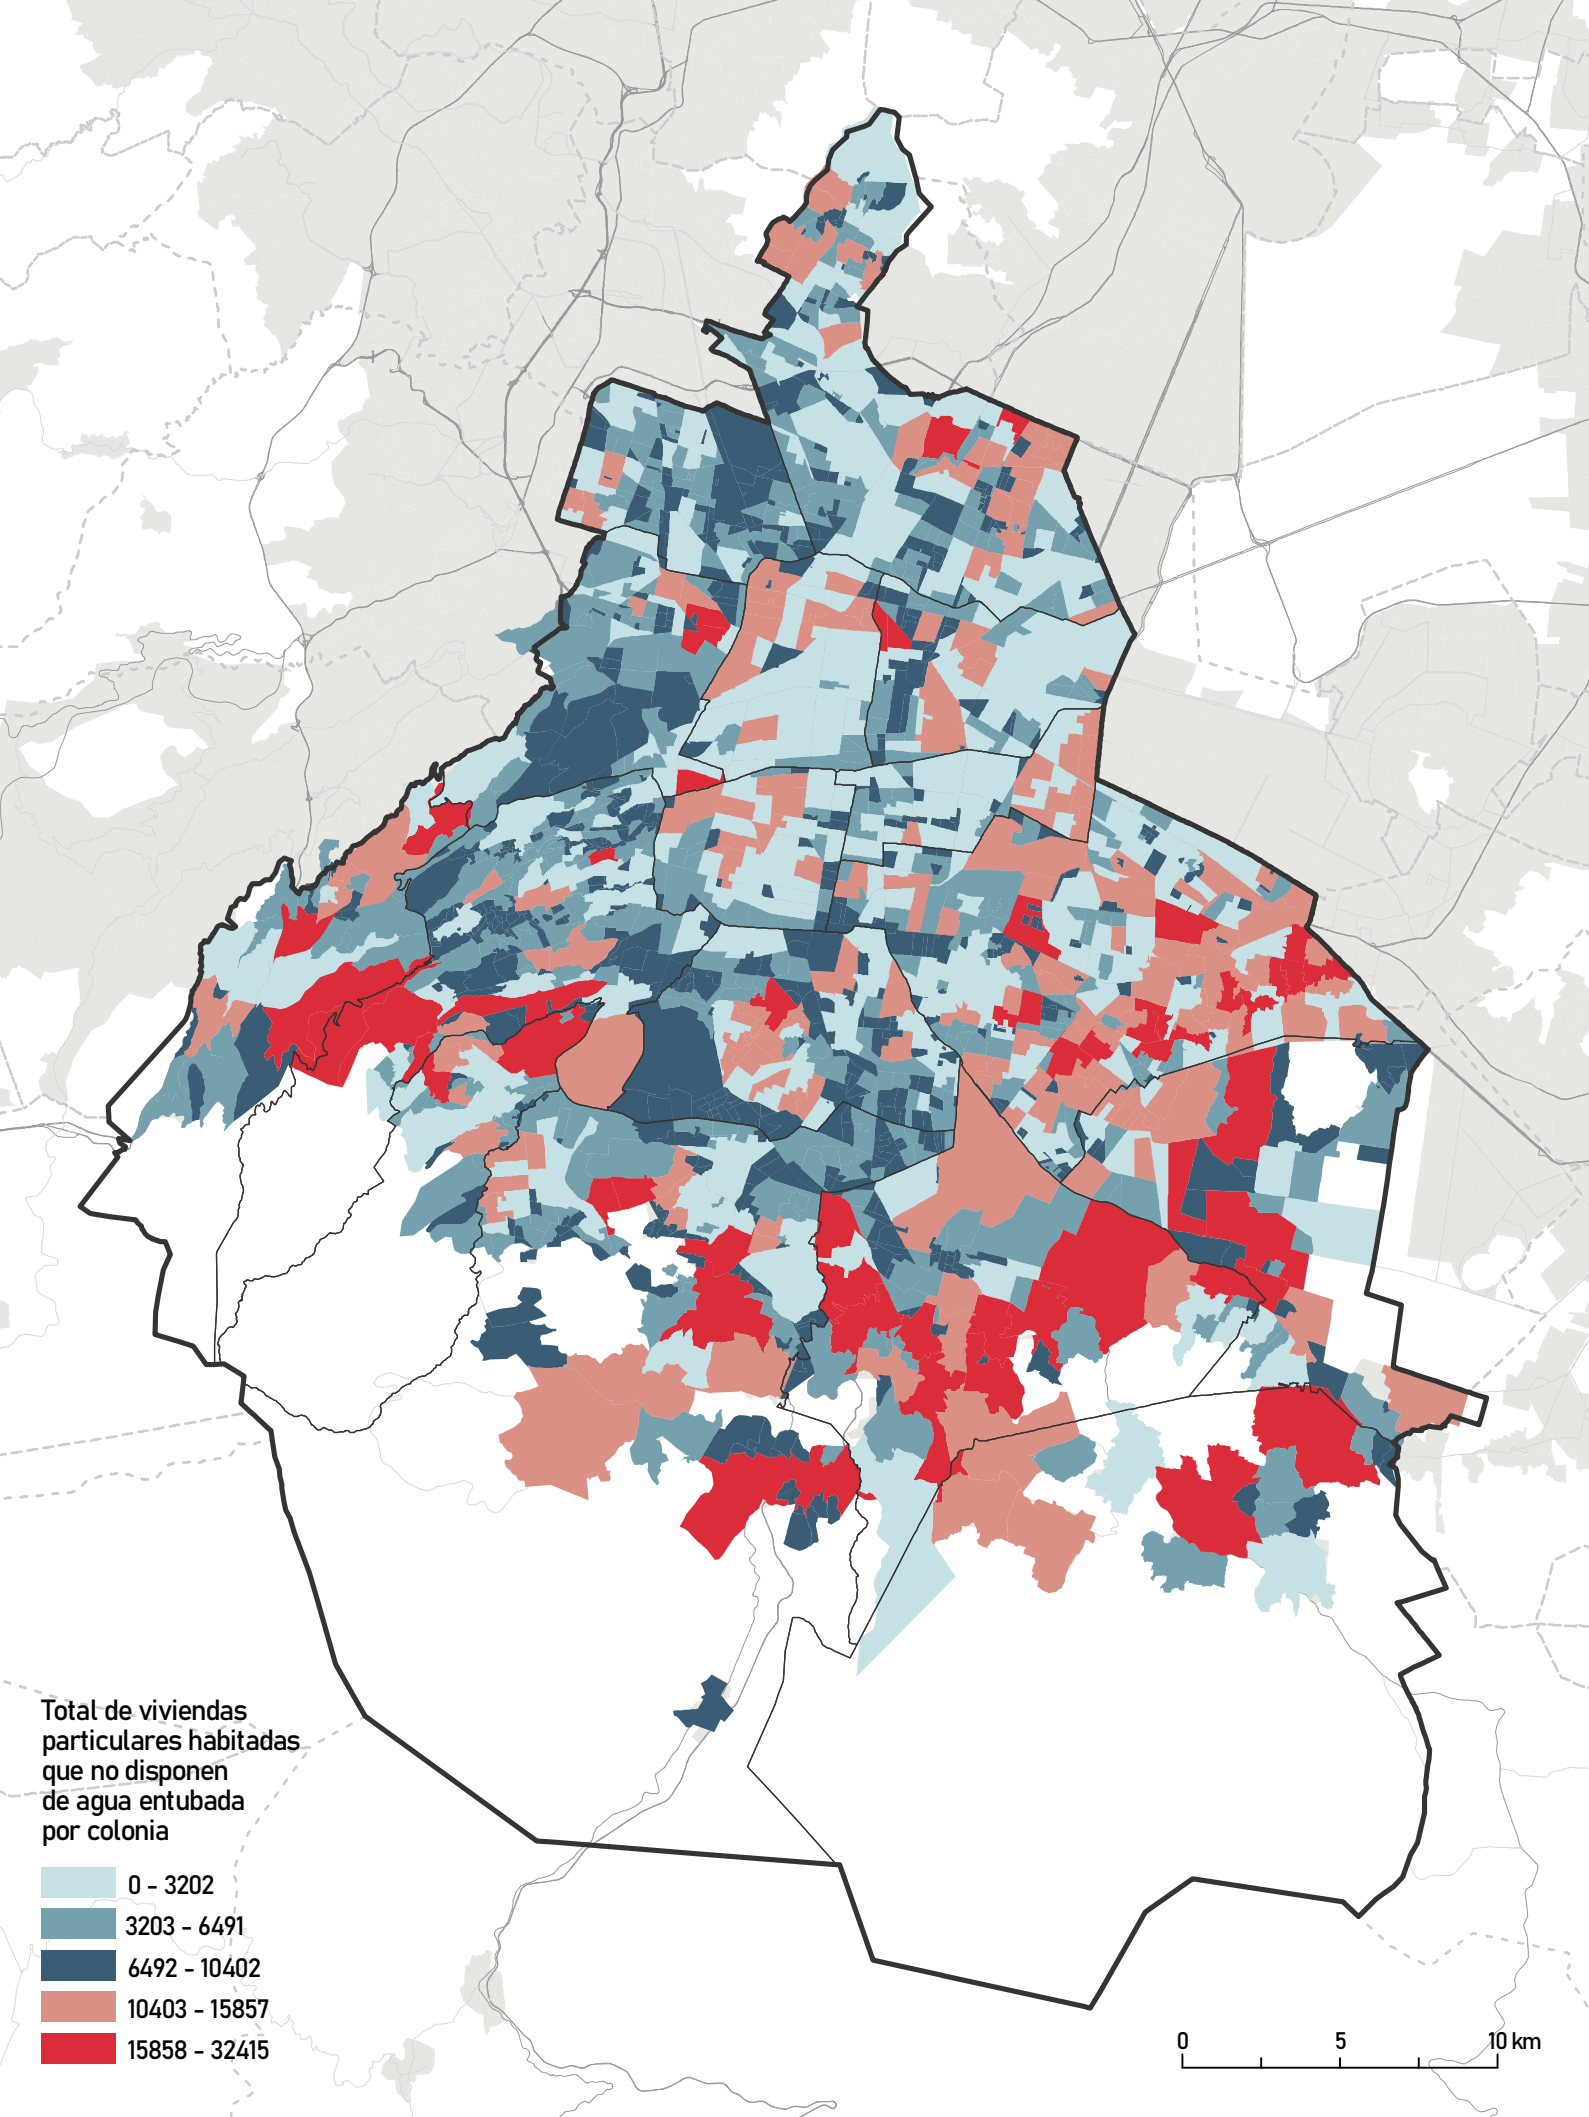 Total de viviendas
particulares habitadas
que no disponen
de agua entubada
por colonia
0 - 3202
3203 - 6491
6492 - 10402
10403 - 15857
15858 - 32415
0 5 10 km